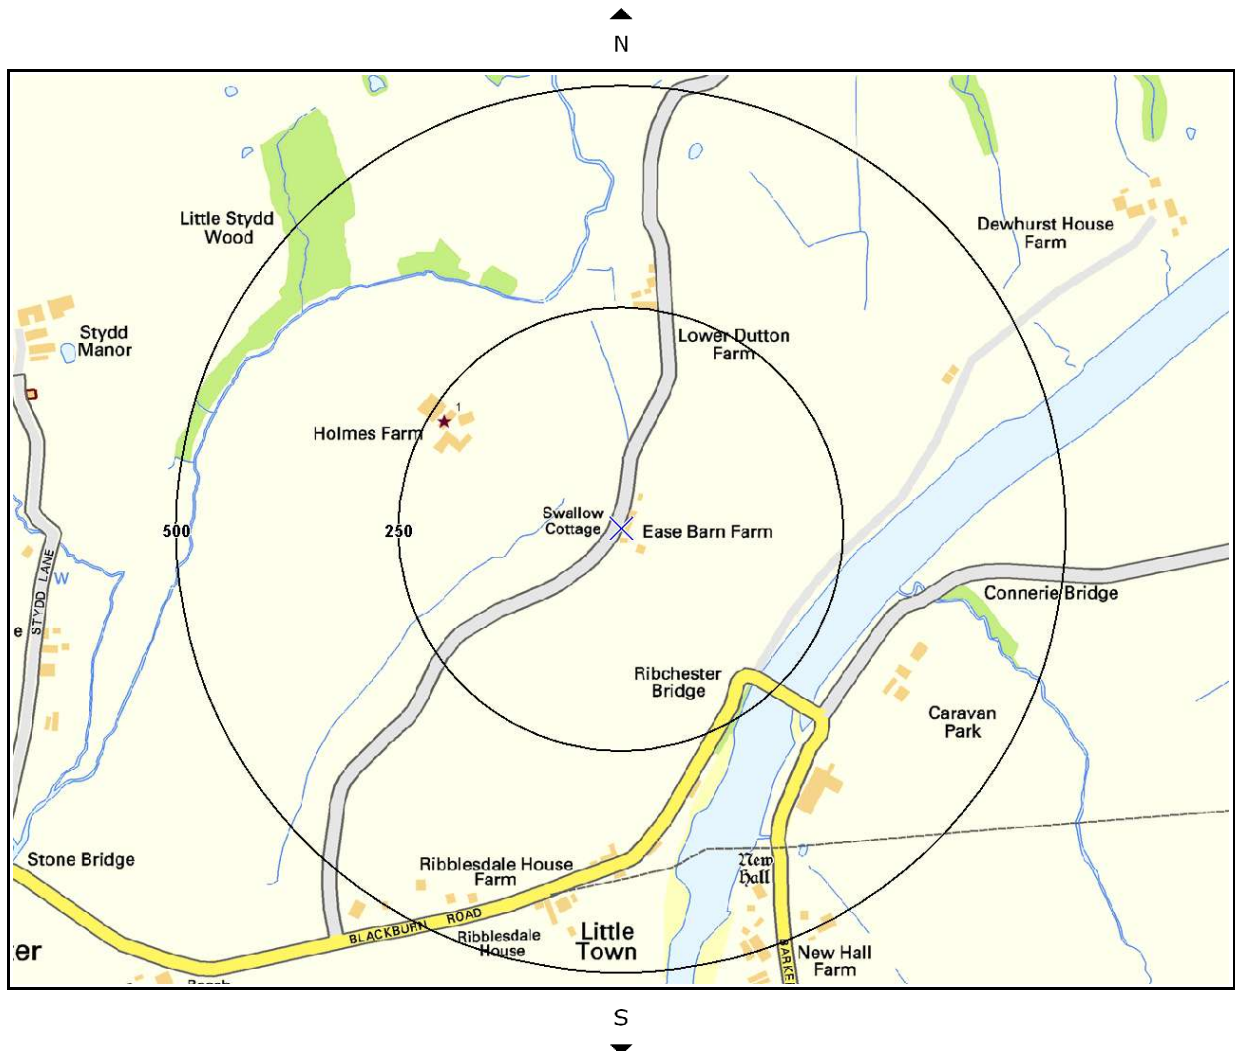 N
Little Stydd
Wood
Dewhurst House
Farm
Stydd
Manor
Lower Dutton
Farm
1
Holmes Farm
Swallow
Cottage
500
250
Ease Barn Farm
STYDD LANE
W
Connerie Bridge
e
Ribchester
Bridge
Caravan
Park
Stone Bridge
Ribblesdale House
Farm
New
Hall
BLACKBURN ROAD
Ribblesdale
House
Little
Town
er
New Hall
Farm
BARKE
S